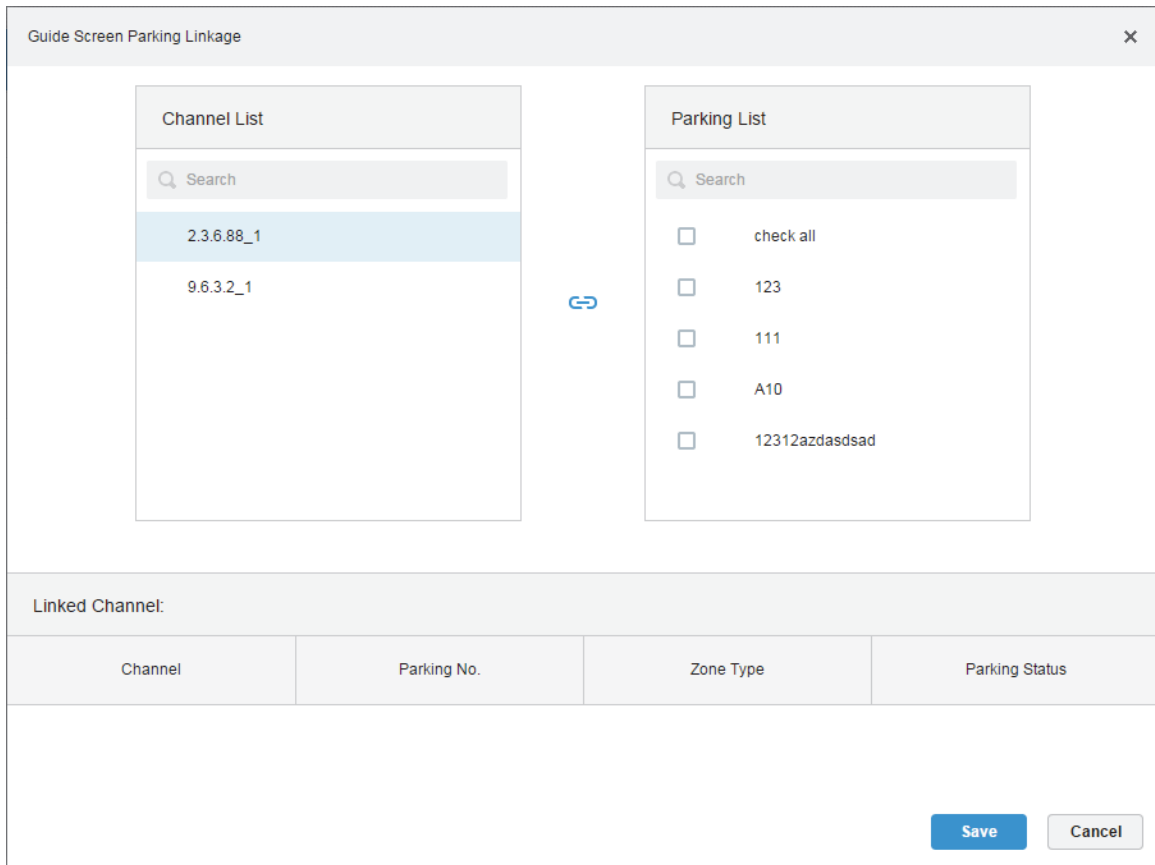 Guide Screen Parking Linkage
Channel List
Search
2.3.6.88_1
9.6.3.2_1
Parking List
Search
check all
123
111
A10
12312azdasdsad
Linked Channel:
Channel Parking No. Zone Type Parking Status
Save Cancel